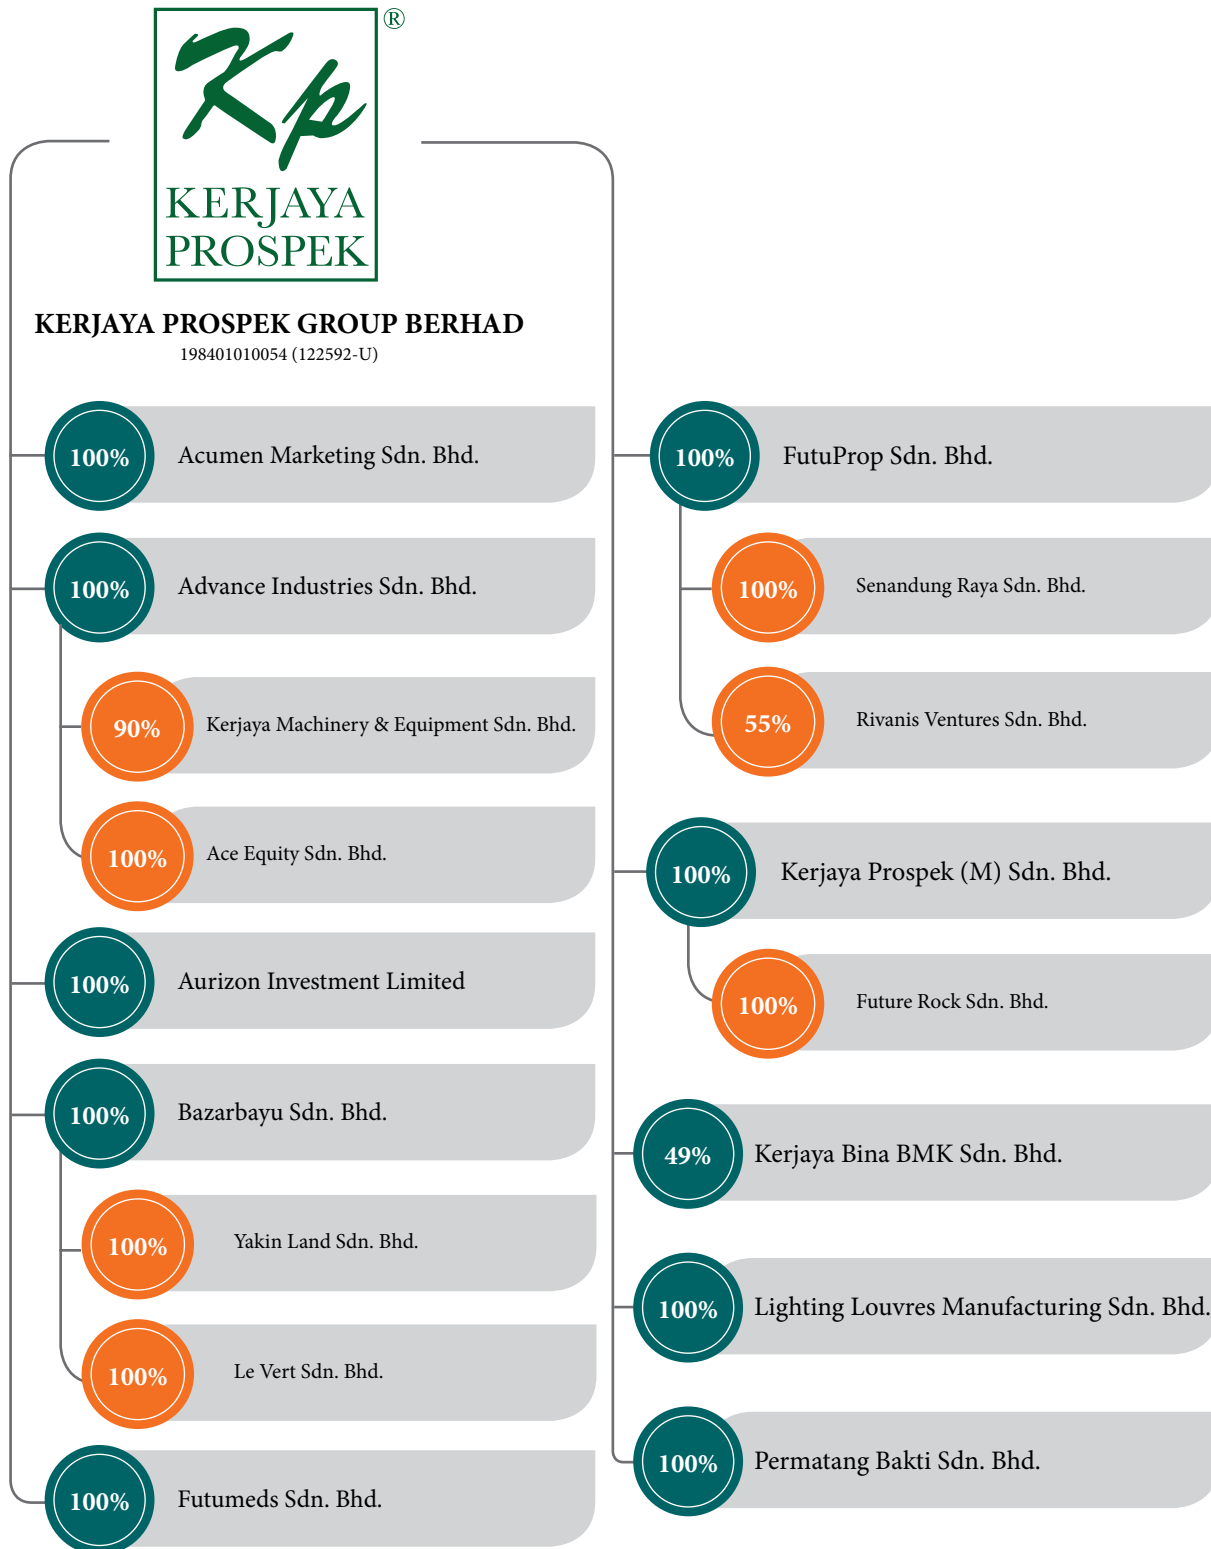 Kp
®
KERJAYA
PROSPEK
KERJAYA PROSPEK GROUP BERHAD
198401010054 (122592-U)
100% Acumen Marketing Sdn. Bhd.
100% Advance Industries Sdn. Bhd.
90% Kerjaya Machinery & Equipment Sdn. Bhd.
100% Ace Equity Sdn. Bhd.
100% Aurizon Investment Limited
100% Bazarbayu Sdn. Bhd.
100% Yakin Land Sdn. Bhd.
100% Le Vert Sdn. Bhd.
100% Futumeds Sdn. Bhd.
100% FutuProp Sdn. Bhd.
100% Senandung Raya Sdn. Bhd.
55% Rivanis Ventures Sdn. Bhd.
100% Kerjaya Prospek (M) Sdn. Bhd.
100% Future Rock Sdn. Bhd.
49% Kerjaya Bina BMK Sdn. Bhd.
100% Lighting Louvres Manufacturing Sdn. Bhd.
100% Permatang Bakti Sdn. Bhd.